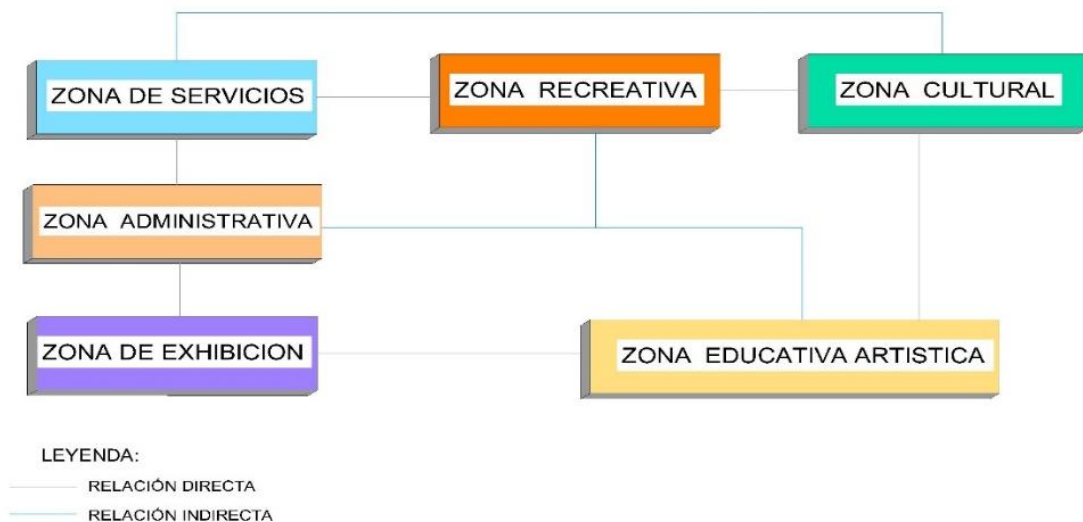 ZONA DE SERVICIOS
ZONA RECREATIVA
ZONA CULTURAL
ZONA ADMINISTRATIVA
ZONA DE EXHIBICION
ZONA EDUCATIVA ARTISTICA
LEYENDA:
RELACIÓN DIRECTA
RELACIÓN INDIRECTA